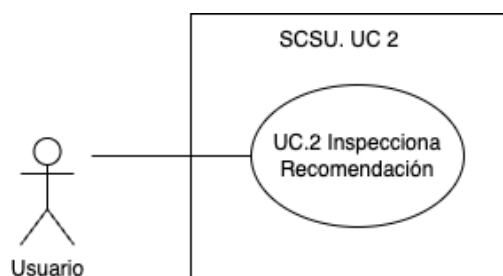 SCSU. UC 2
UC.2 Inspecciona
Recomendación
Usuario